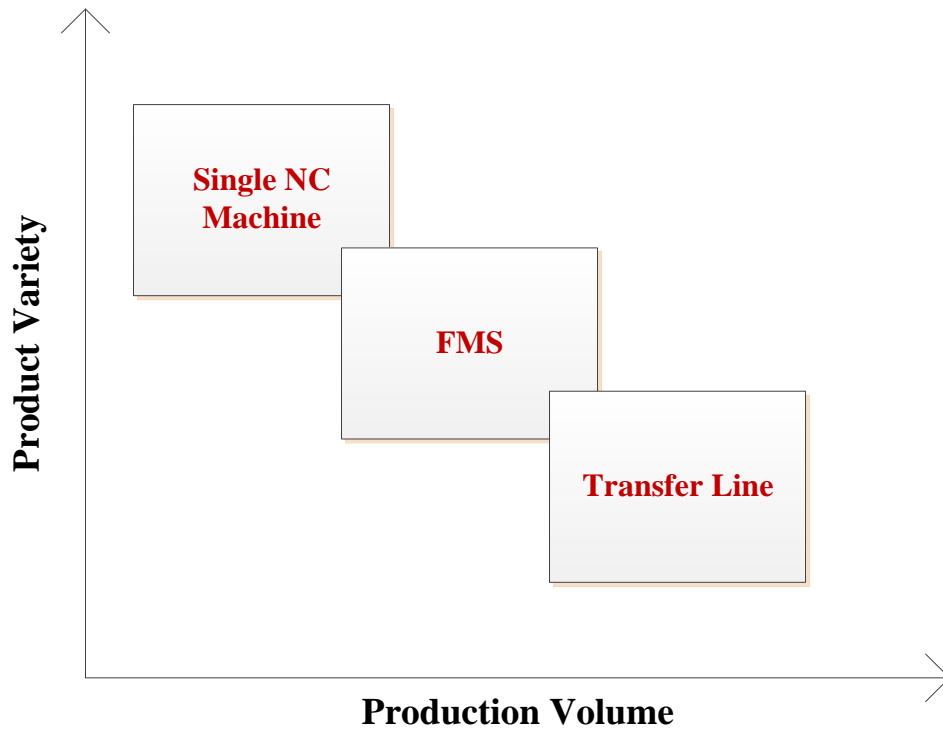 Product Variety
Single NC
Machine
FMS
Transfer Line
Production Volume